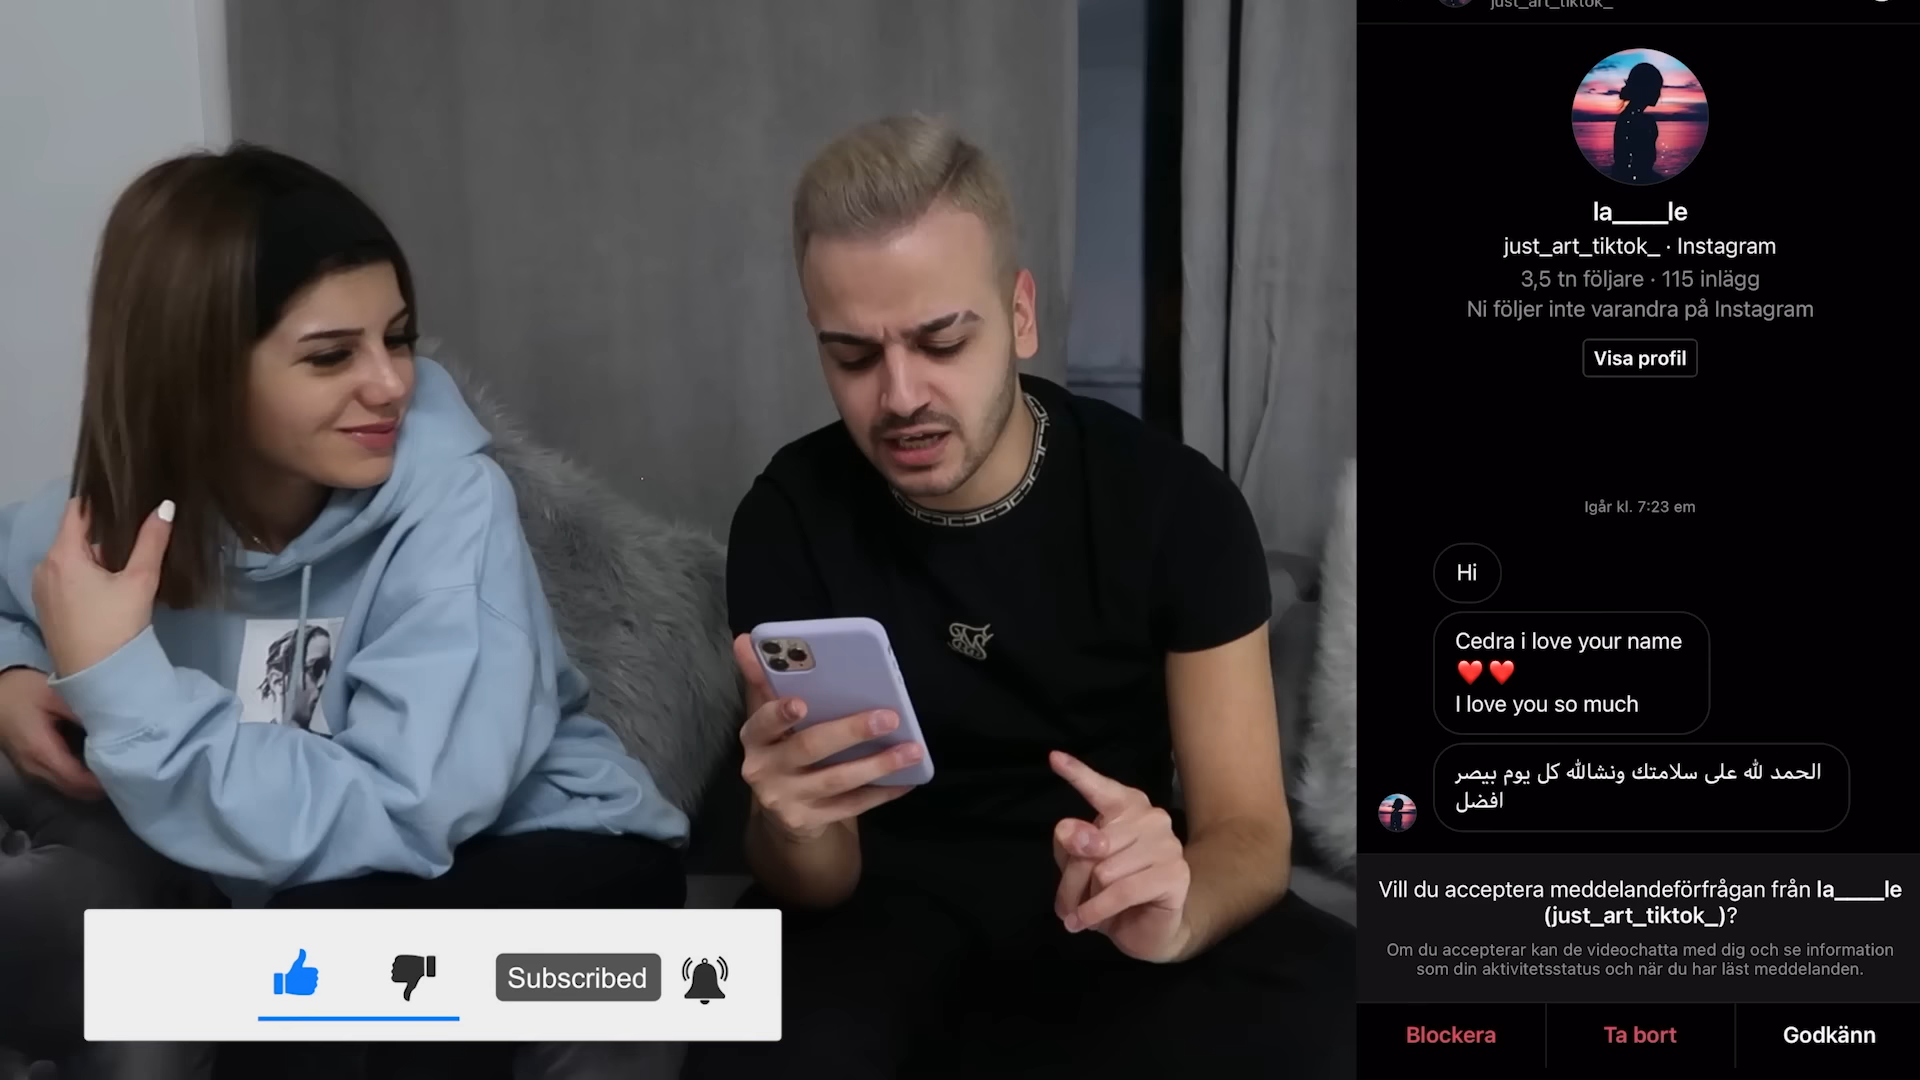 just_art_tiktok_
la____le
just_art_tiktok_ · Instagram
3,5 tn följare · 115 inlägg
Ni följer inte varandra på Instagram
Visa profil
Igår kl. 7:23 em
Hi
Cedra i love your name
❤️❤️
I love you so much
الحمد لله على سلامتك ونشالله كل يوم بيصر
افضل
Vill du acceptera meddelandeförfrågan från la____le
(just_art_tiktok_)?
Om du accepterar kan de videochatta med dig och se information
som din aktivitetsstatus och när du har läst meddelanden.
Blockera
Ta bort
Godkänn
Subscribed